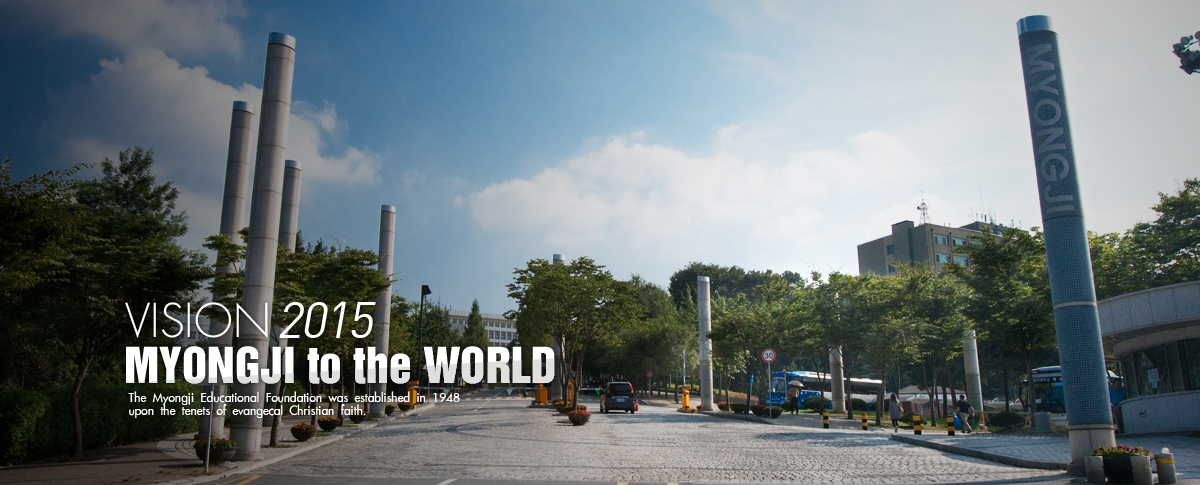 VISION 2015
MYONGJI to the WORLD
The Myongji Educational Foundation was established in 1948
upon the tenets of evangecal Christian faith.
MYONGJI
30